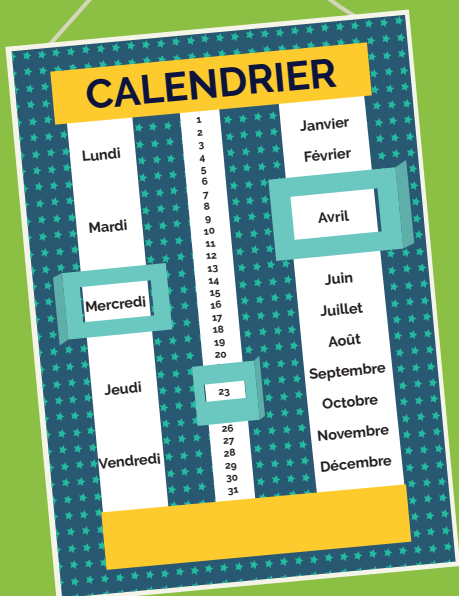 CALENDRIER
Lundi
Mardi
Mercredi
Jeudi
Vendredi
1
2
3
4
5
6
7
8
9
10
11
12
13
14
15
16
17
18
19
20
23
26
27
28
29
30
31
Janvier
Février
Avril
Juin
Juillet
Août
Septembre
Octobre
Novembre
Décembre